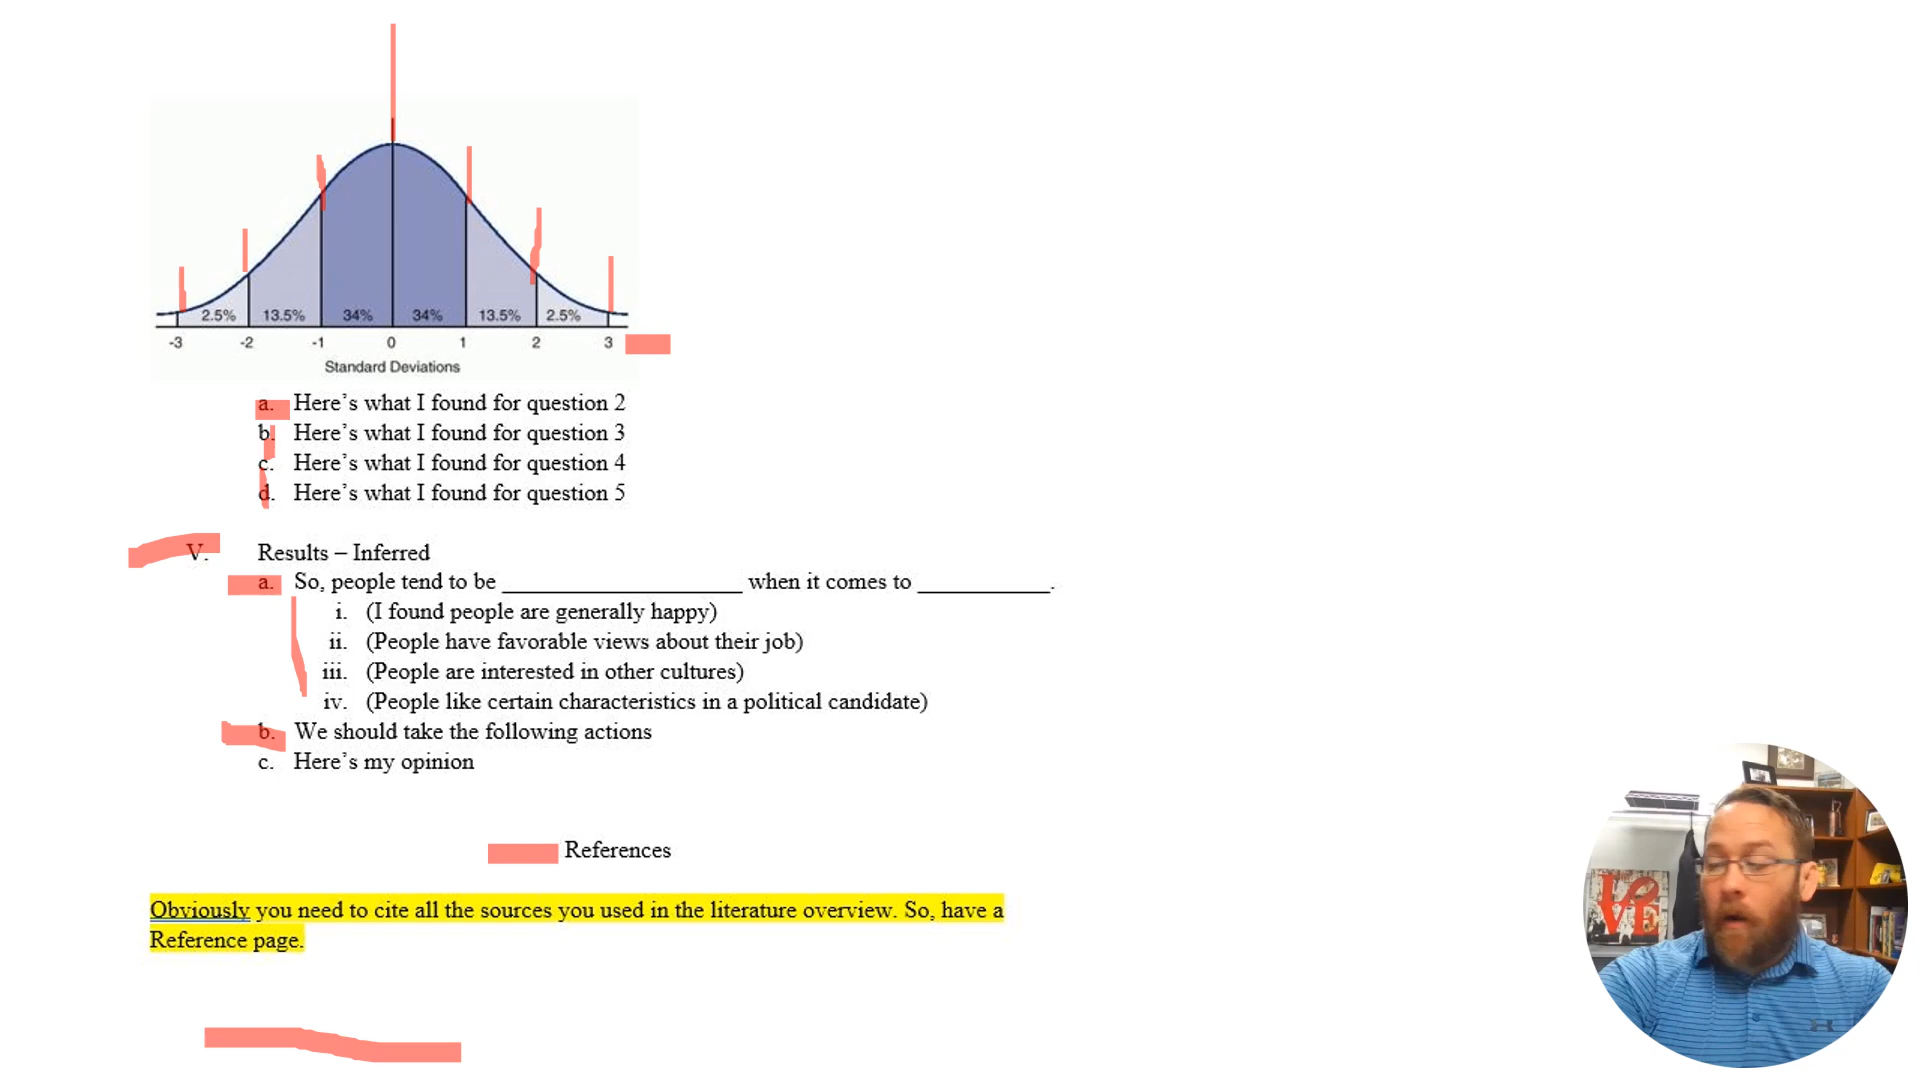 2.5% 13.5% 34% 34% 13.5% 2.5%
-3 -2 -1 0 1 2 3
Standard Deviations
a. Here's what I found for question 2
b. Here's what I found for question 3
c. Here's what I found for question 4
d. Here's what I found for question 5
V. Results – Inferred
a. So, people tend to be ____________________ when it comes to ___________.
i. (I found people are generally happy)
ii. (People have favorable views about their job)
iii. (People are interested in other cultures)
iv. (People like certain characteristics in a political candidate)
b. We should take the following actions
c. Here's my opinion
References
Obviously you need to cite all the sources you used in the literature overview. So, have a
Reference page.
LOVE